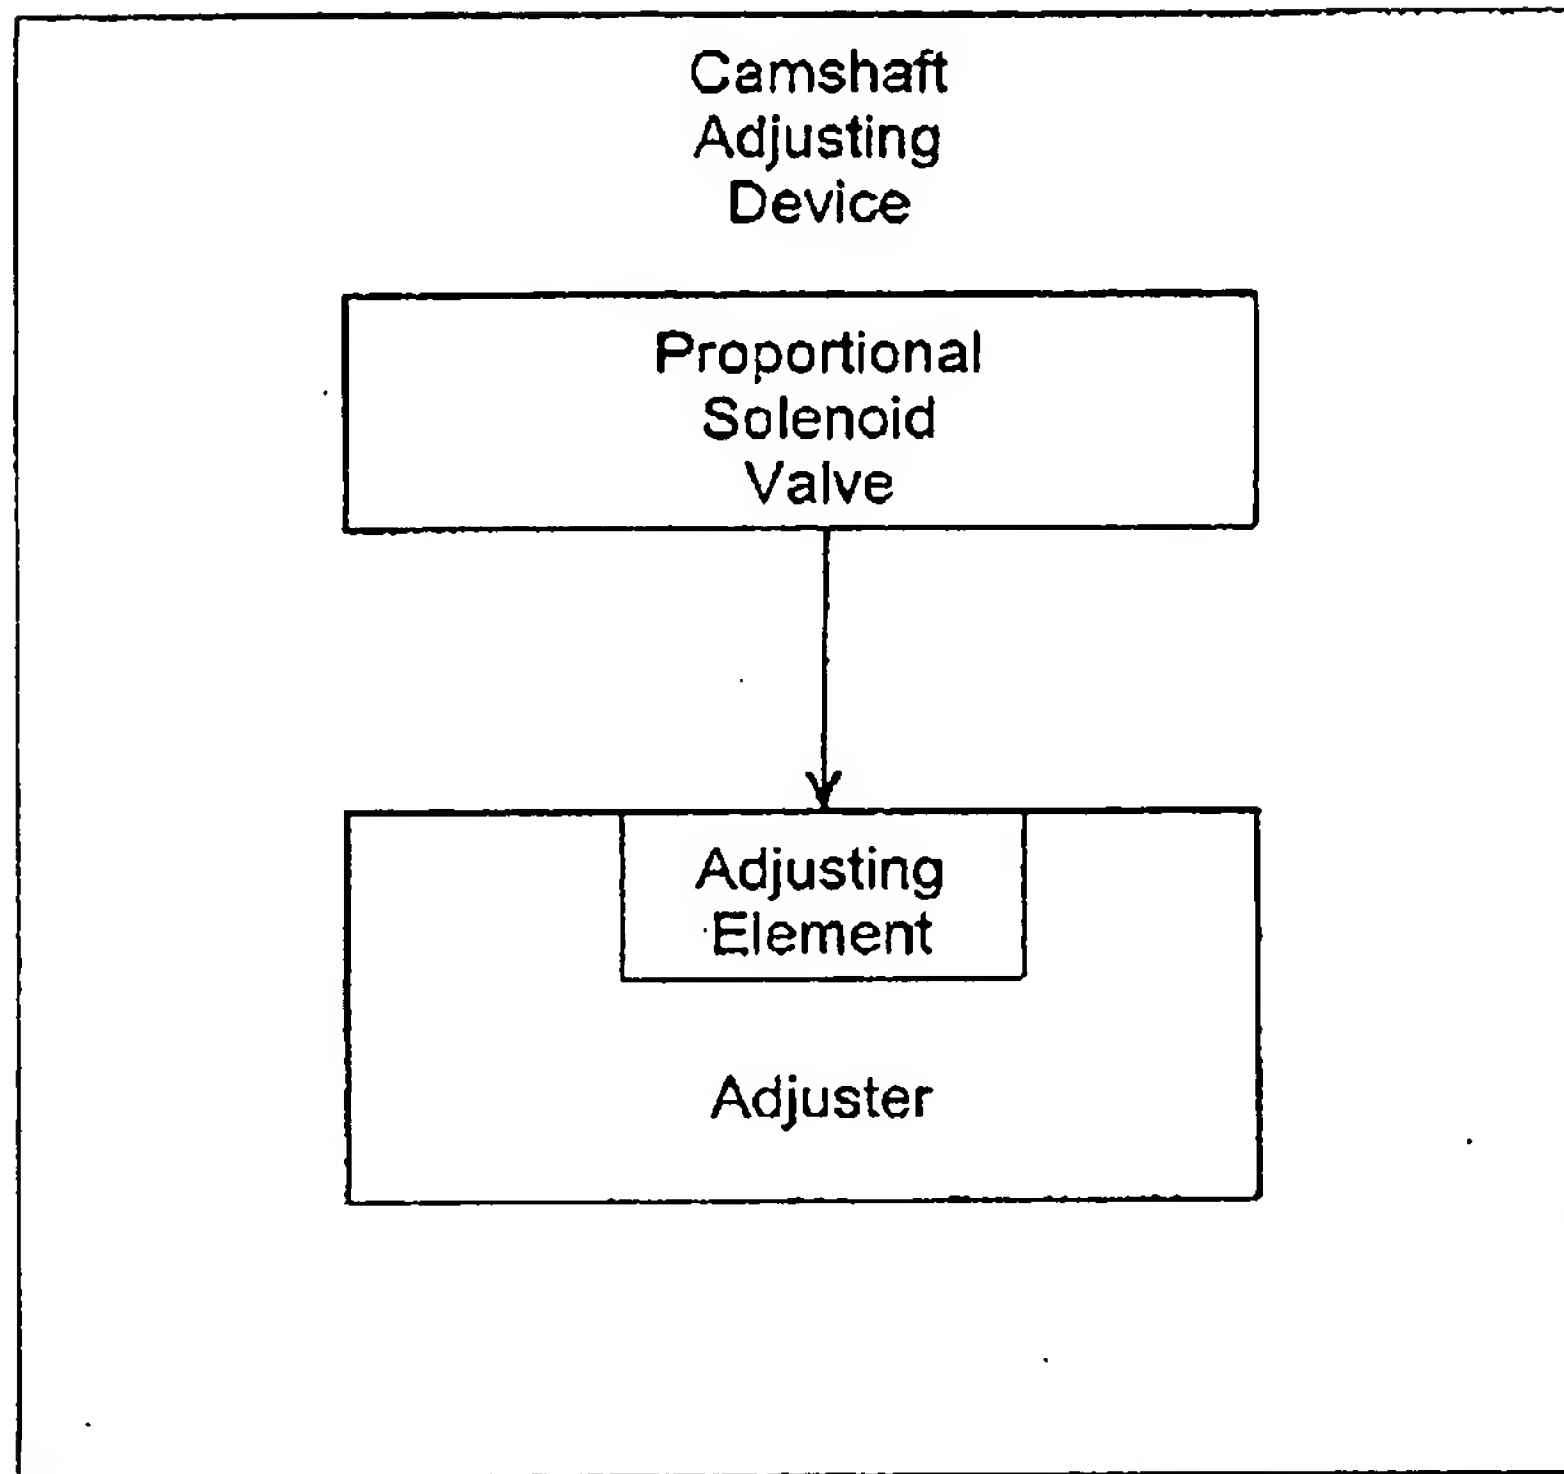 Camshaft
Adjusting
Device
Proportional
Solenoid
Valve
Adjusting
Element
Adjuster